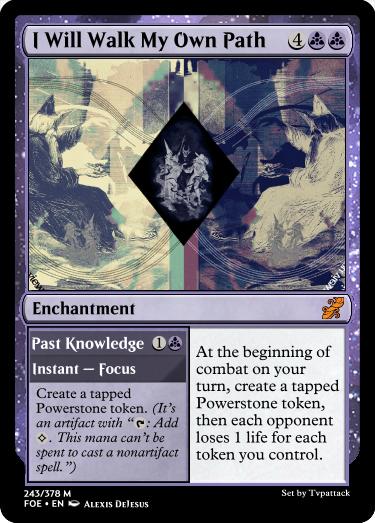 I Will Walk My Own Path 4
Enchantment
Past Knowledge 1
Instant — Focus
Create a tapped
Powerstone token. (It's
an artifact with “: Add
. This mana can't be
spent to cast a nonartifact
spell.”)
At the beginning of
combat on your
turn, create a tapped
Powerstone token,
then each opponent
loses 1 life for each
token you control.
243/378 M
FOE • EN Alexis DeJesus
Set by Tvpattack